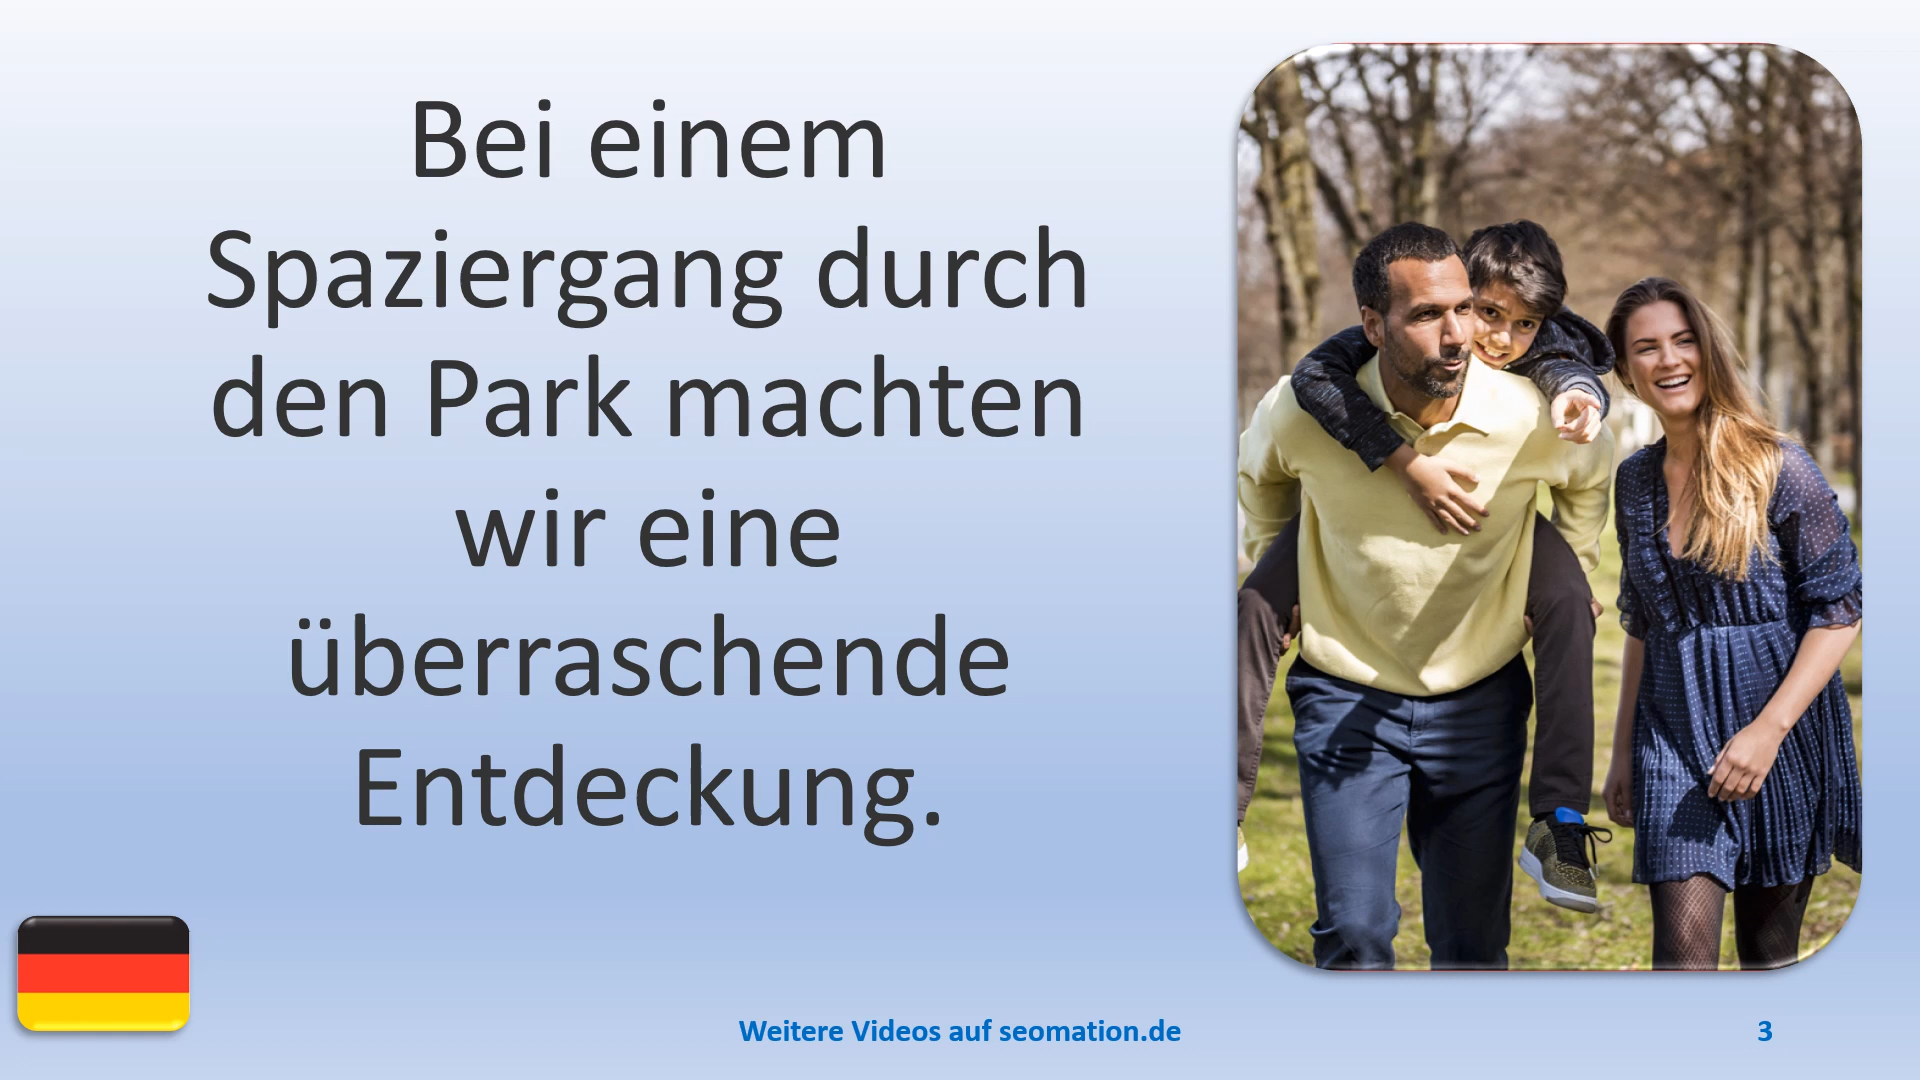 Bei einem
Spaziergang durch
den Park machten
wir eine
überraschende
Entdeckung.
Weitere Videos auf seomation.de
3